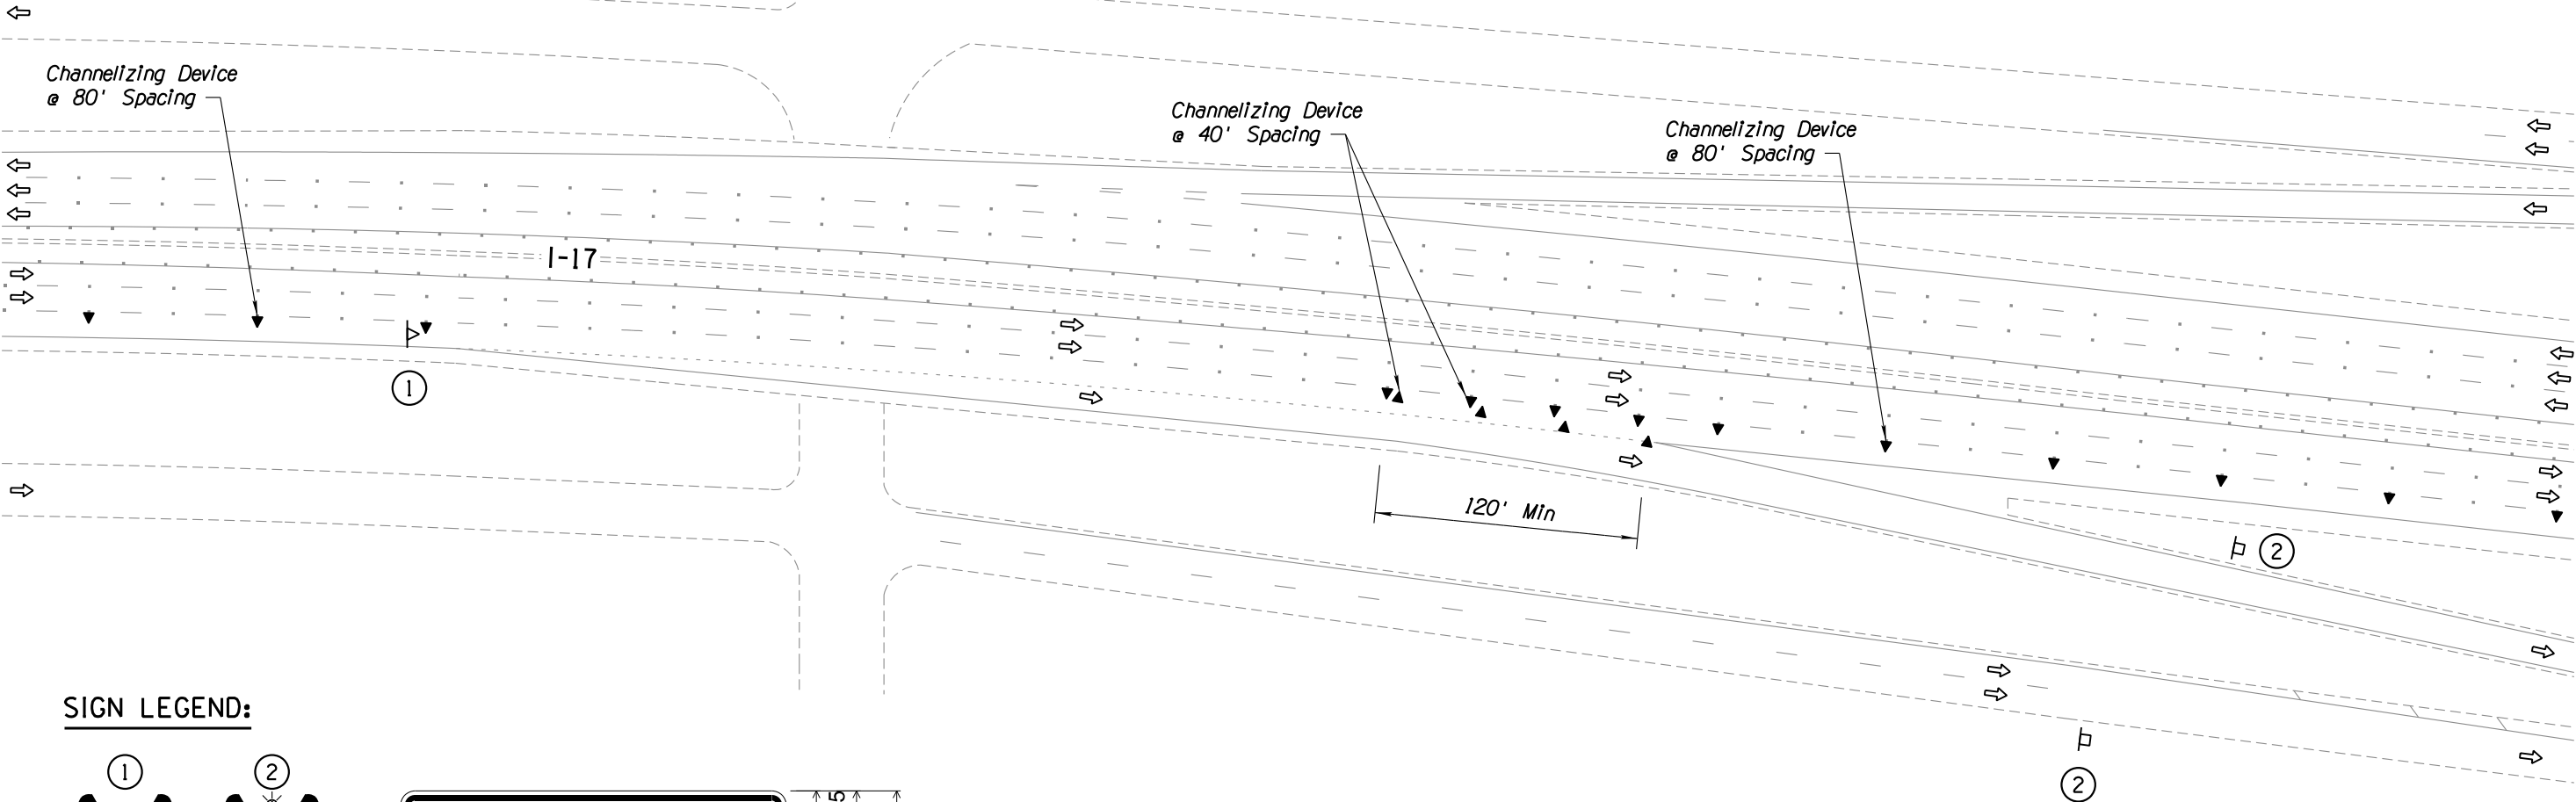 Channelizing Device
@ 80' Spacing
Channelizing Device
@ 40' Spacing
Channelizing Device
@ 80' Spacing
I-17
1
120' Min
2
2
SIGN LEGEND:
1
2
5